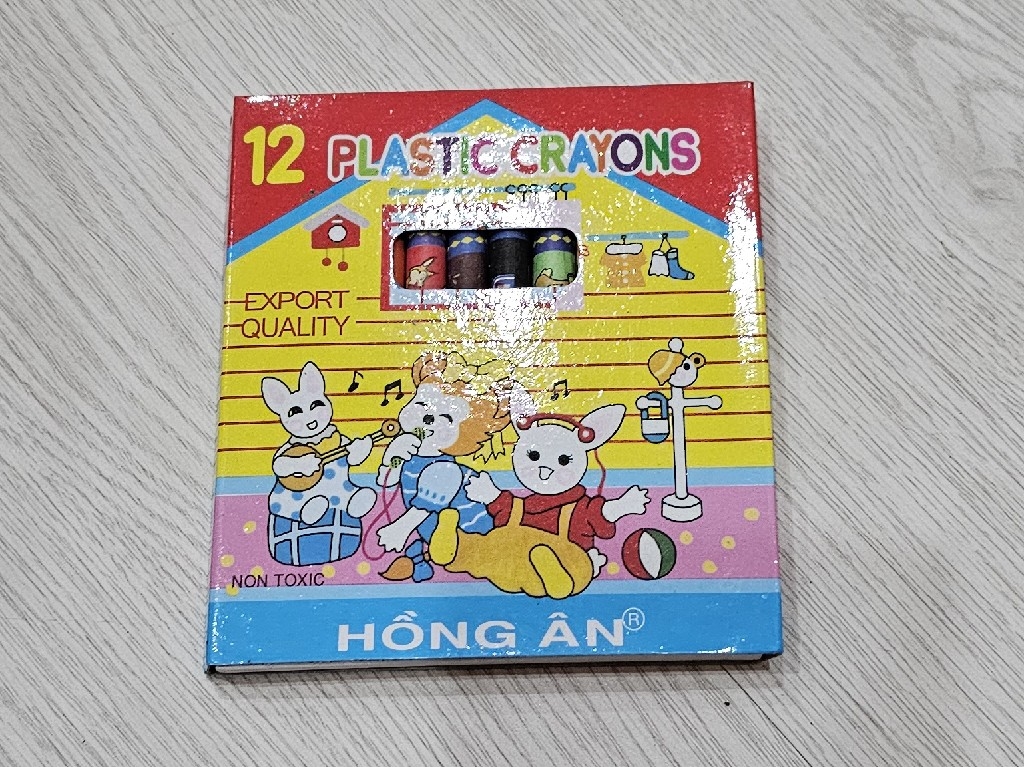 12 PLASTIC CRAYONS
EXPORT
QUALITY
NON TOXIC
HỒNG ÂN®